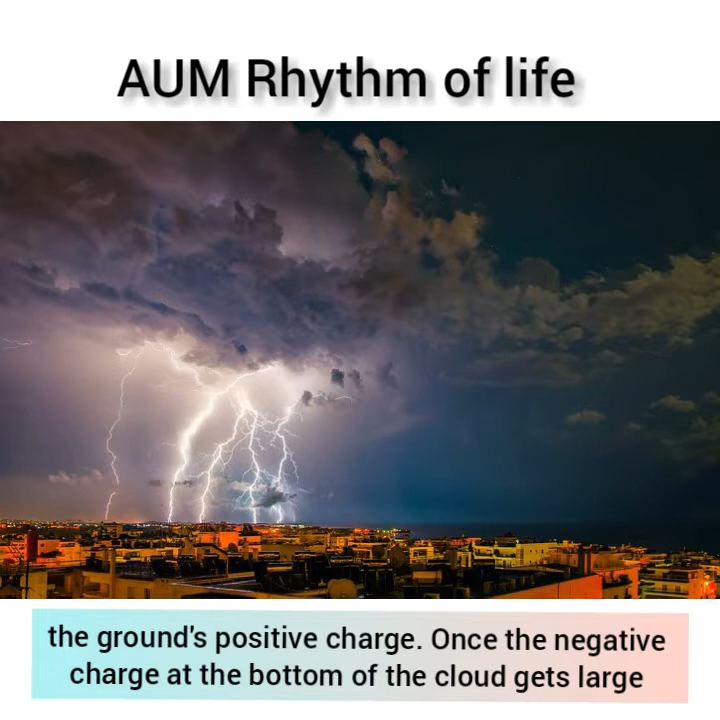 AUM Rhythm of life
the ground's positive charge. Once the negative
charge at the bottom of the cloud gets large